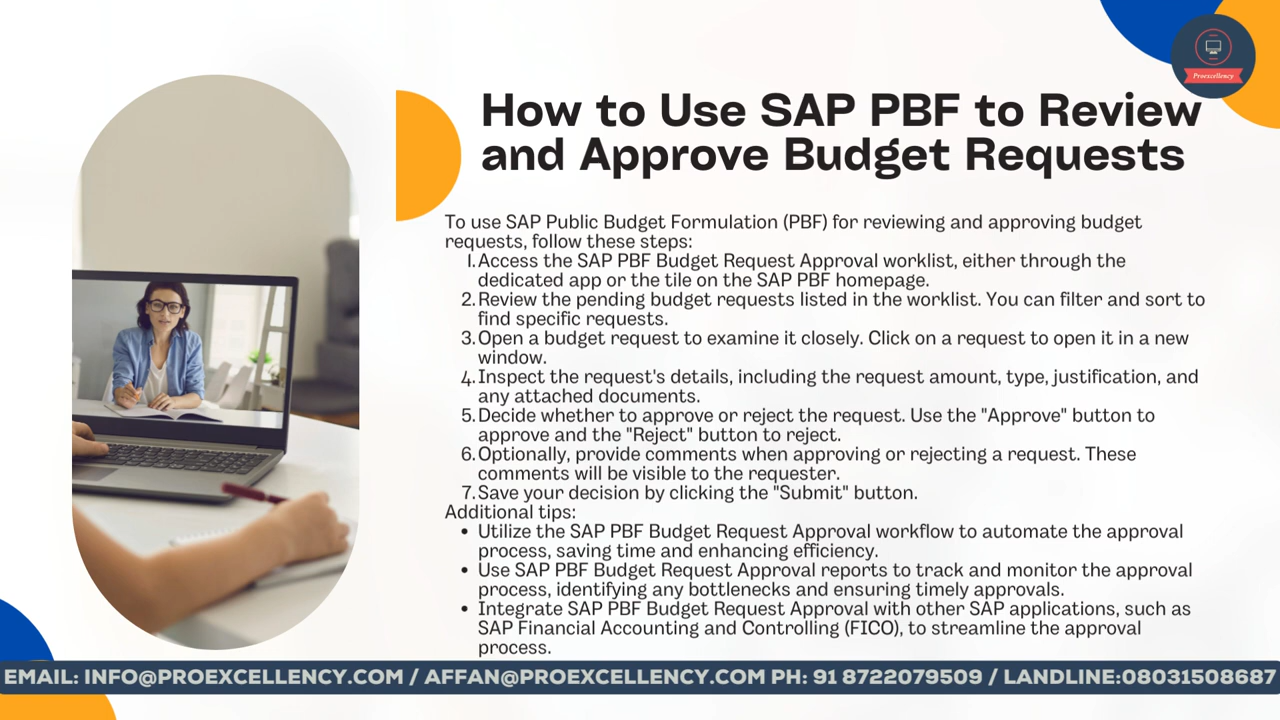 Proexcellency
How to Use SAP PBF to Review
and Approve Budget Requests
To use SAP Public Budget Formulation (PBF) for reviewing and approving budget
requests, follow these steps:
1. Access the SAP PBF Budget Request Approval worklist, either through the
dedicated app or the tile on the SAP PBF homepage.
2. Review the pending budget requests listed in the worklist. You can filter and sort to
find specific requests.
3. Open a budget request to examine it closely. Click on a request to open it in a new
window.
4. Inspect the request's details, including the request amount, type, justification, and
any attached documents.
5. Decide whether to approve or reject the request. Use the "Approve" button to
approve and the "Reject" button to reject.
6. Optionally, provide comments when approving or rejecting a request. These
comments will be visible to the requester.
7. Save your decision by clicking the "Submit" button.
Additional tips:
• Utilize the SAP PBF Budget Request Approval workflow to automate the approval
process, saving time and enhancing efficiency.
• Use SAP PBF Budget Request Approval reports to track and monitor the approval
process, identifying any bottlenecks and ensuring timely approvals.
• Integrate SAP PBF Budget Request Approval with other SAP applications, such as
SAP Financial Accounting and Controlling (FICO), to streamline the approval
process.
EMAIL: INFO@PROEXCELLENCY.COM / AFFAN@PROEXCELLENCY.COM PH: 91 8722079509 / LANDLINE:08031508687